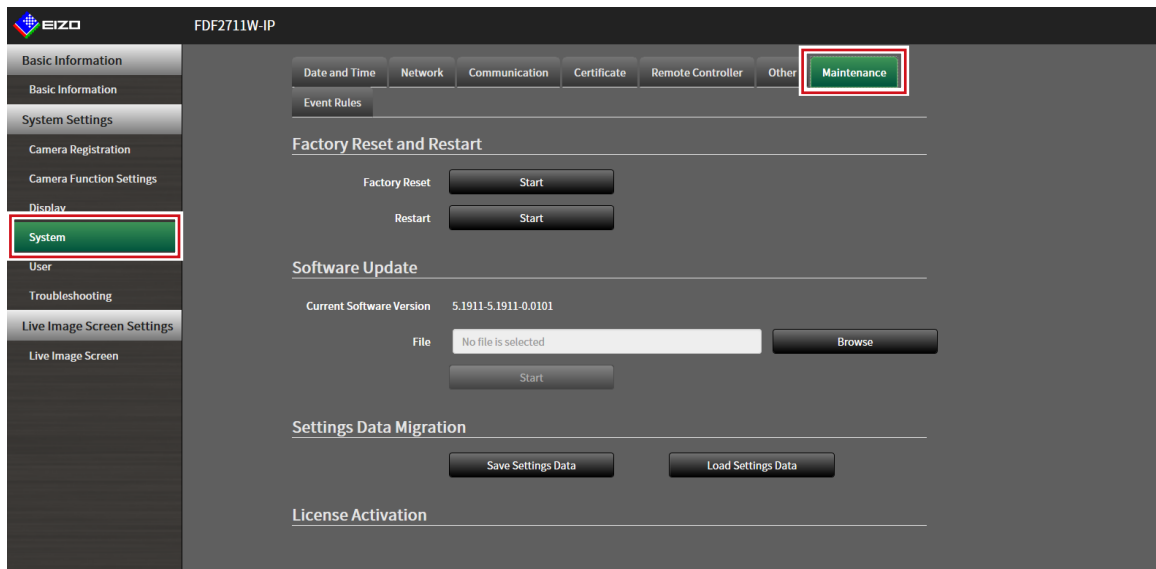 EIZO FDF2711W-IP
Basic Information
Basic Information
System Settings
Camera Registration
Camera Function Settings
Display
System
User
Troubleshooting
Live Image Screen Settings
Live Image Screen
Date and Time Network Communication Certificate Remote Controller Other Maintenance
Event Rules
Factory Reset and Restart
Factory Reset Start
Restart Start
Software Update
Current Software Version 5.1911-5.1911-0.0101
File No file is selected Browse
Start
Settings Data Migration
Save Settings Data Load Settings Data
License Activation